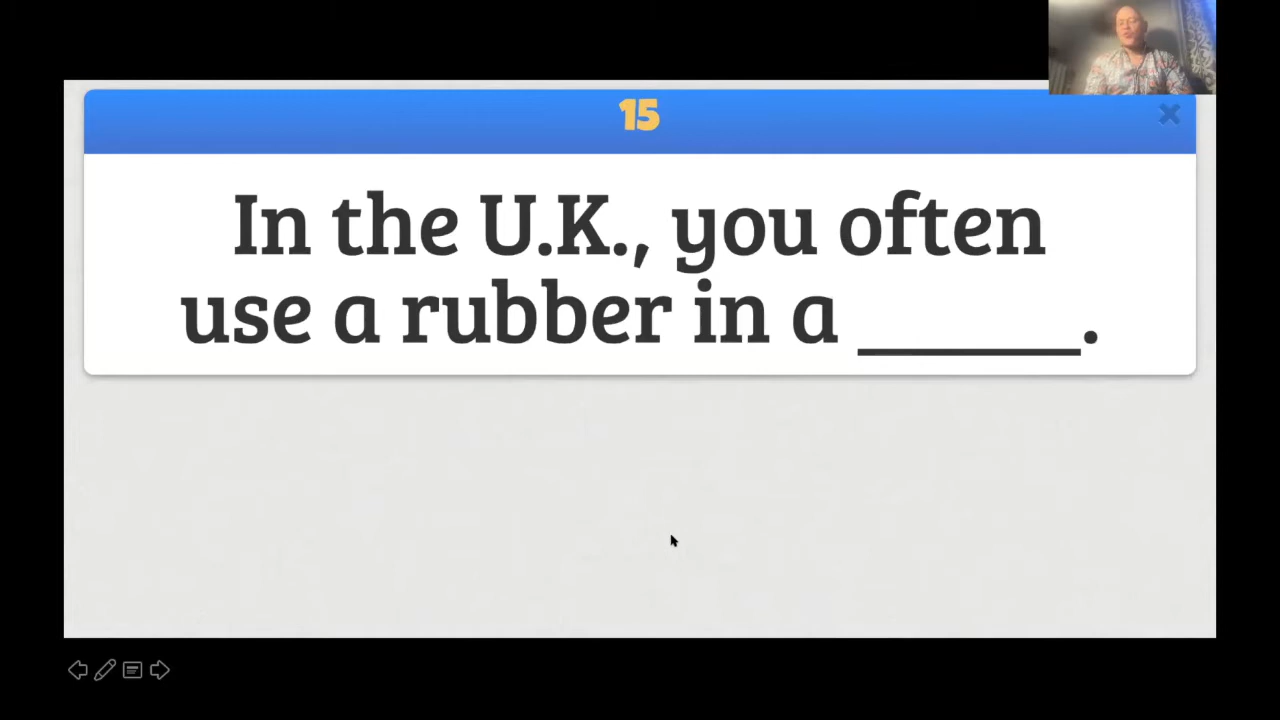 15
In the U.K., you often
use a rubber in a ______.